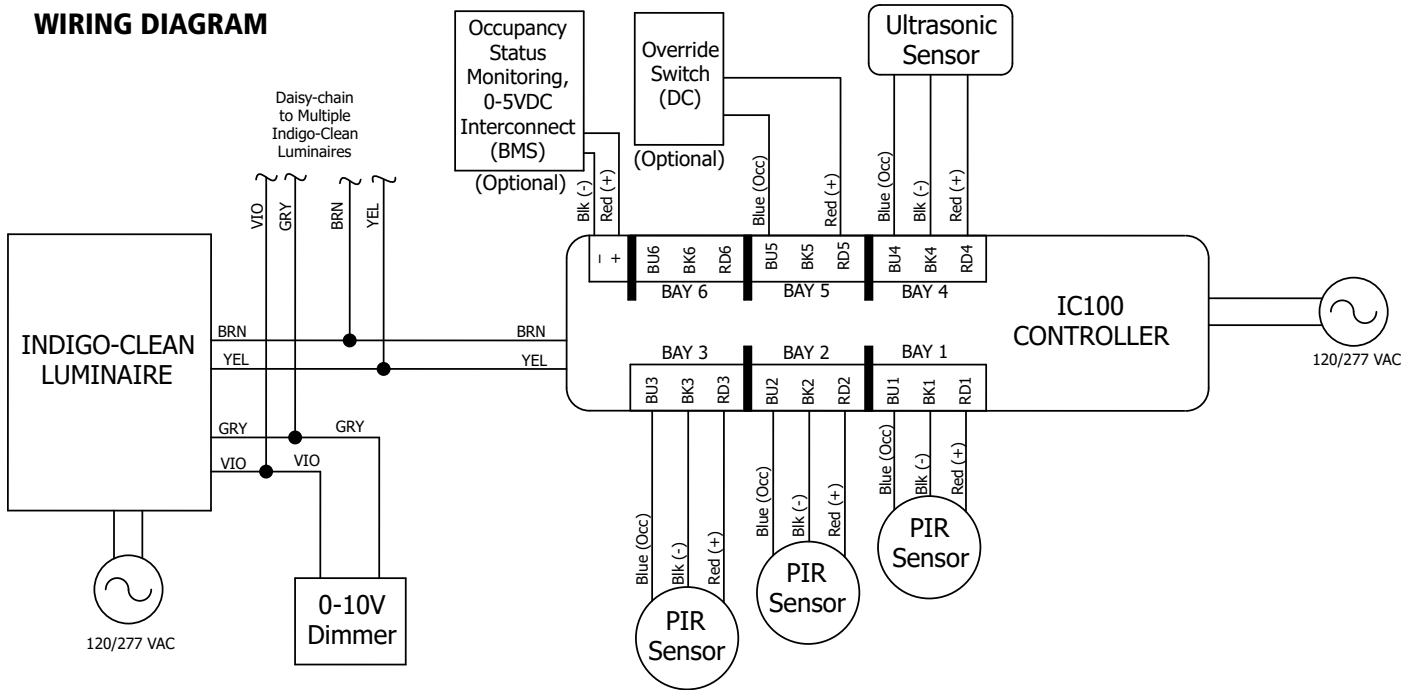 WIRING DIAGRAM
Daisy-chain
to Multiple
Indigo-Clean
Luminaires
VIO
GRY
BRN
YEL
Occupancy
Status
Monitoring,
0-5VDC
Interconnect
(BMS)
(Optional)
Blk (-)
Red (+)
Override
Switch
(DC)
(Optional)
Blue (Occ)
Red (+)
Ultrasonic
Sensor
Blue (Occ)
Blk (-)
Red (+)
INDIGO-CLEAN
LUMINAIRE
BRN
YEL
GRY
VIO
BRN
YEL
GRY
VIO
120/277 VAC
0-10V
Dimmer
- +
BU6 BK6 RD6
BU5 BK5 RD5
BU4 BK4 RD4
BAY 6
BAY 5
BAY 4
IC100
CONTROLLER
120/277 VAC
BAY 3
BAY 2
BAY 1
BU3 BK3 RD3
BU2 BK2 RD2
BU1 BK1 RD1
Blue (Occ)
Blk (-)
Red (+)
PIR
Sensor
Blue (Occ)
Blk (-)
Red (+)
PIR
Sensor
Blue (Occ)
Blk (-)
Red (+)
PIR
Sensor